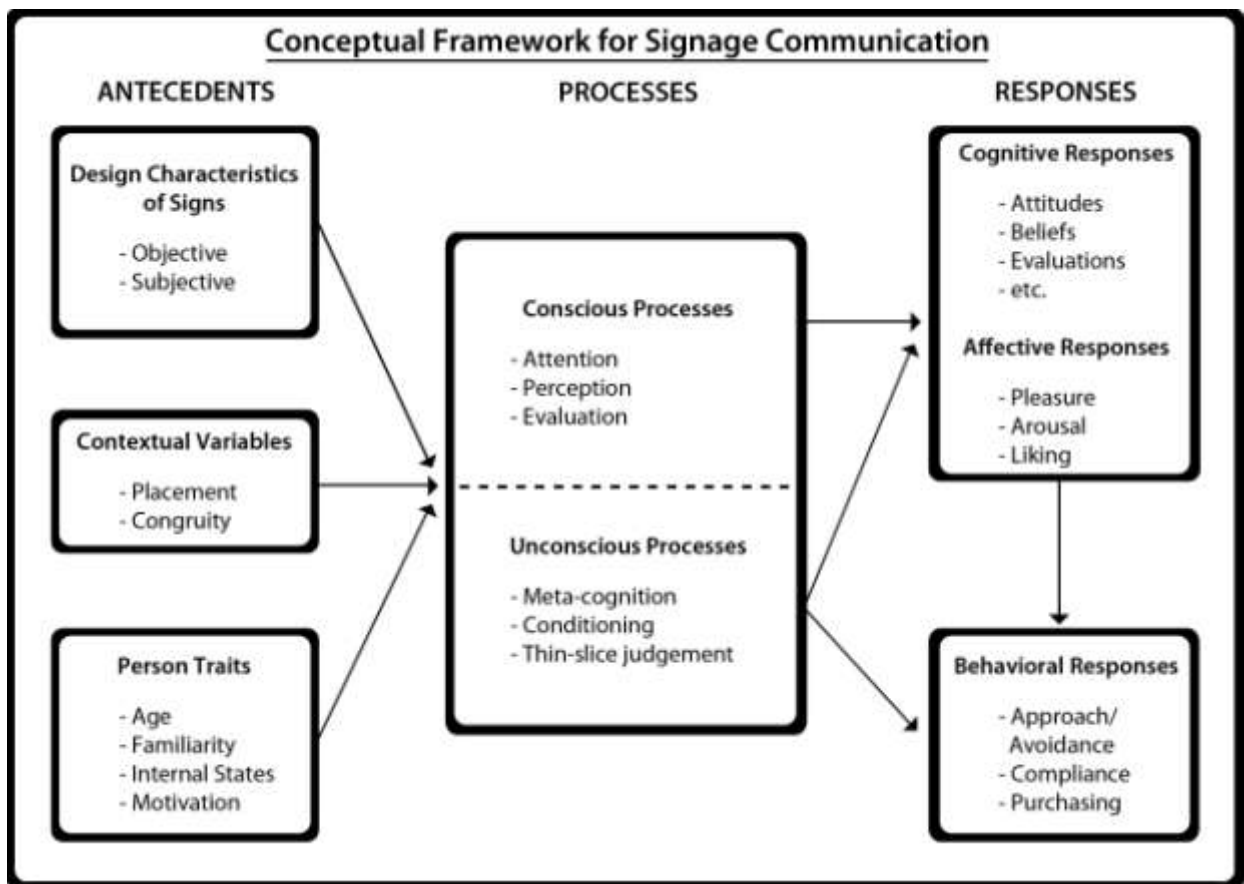 Conceptual Framework for Signage Communication
ANTECEDENTS
Design Characteristics
of Signs
- Objective
- Subjective
Contextual Variables
- Placement
- Congruity
Person Traits
- Age
- Familiarity
- Internal States
- Motivation
PROCESSES
Conscious Processes
- Attention
- Perception
- Evaluation
Unconscious Processes
- Meta-cognition
- Conditioning
- Thin-slice judgement
RESPONSES
Cognitive Responses
- Attitudes
- Beliefs
- Evaluations
- etc.
Affective Responses
- Pleasure
- Arousal
- Liking
Behavioral Responses
- Approach/
Avoidance
- Compliance
- Purchasing